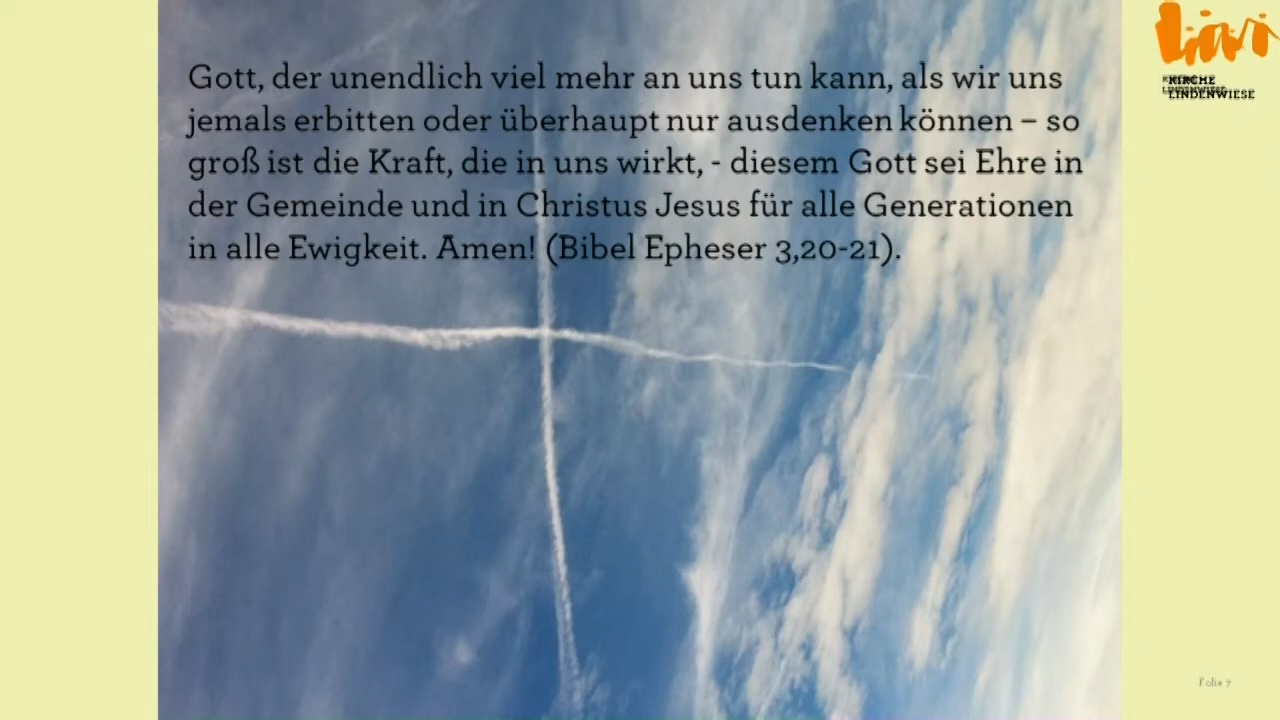 Gott, der unendlich viel mehr an uns tun kann, als wir uns
jemals erbitten oder überhaupt nur ausdenken können – so
groß ist die Kraft, die in uns wirkt, - diesem Gott sei Ehre in
der Gemeinde und in Christus Jesus für alle Generationen
in alle Ewigkeit. Amen! (Bibel Epheser 3,20-21).
KIRCHE
LINDENWIESE
Folie 7